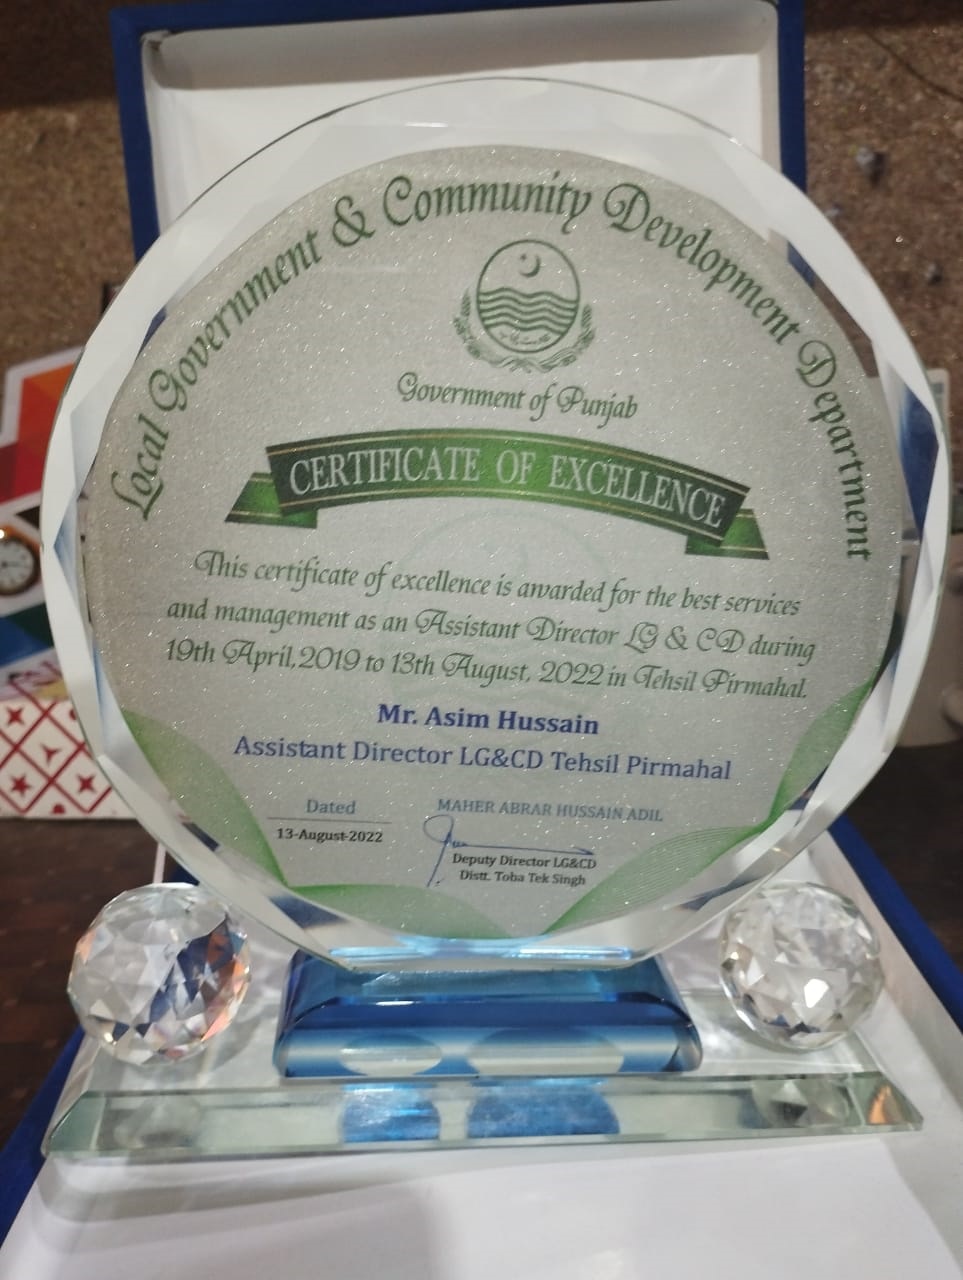 Local Government & Community Development Department
Government of Punjab
CERTIFICATE OF EXCELLENCE
This certificate of excellence is awarded for the best services
and management as an Assistant Director LG & CD during
19th April, 2019 to 13th August, 2022 in Tehsil Pirmahal.
Mr. Asim Hussain
Assistant Director LG&CD Tehsil Pirmahal
Dated
13-August-2022
MAHER ABRAR HUSSAIN ADIL
Deputy Director LG&CD
Distt. Toba Tek Singh